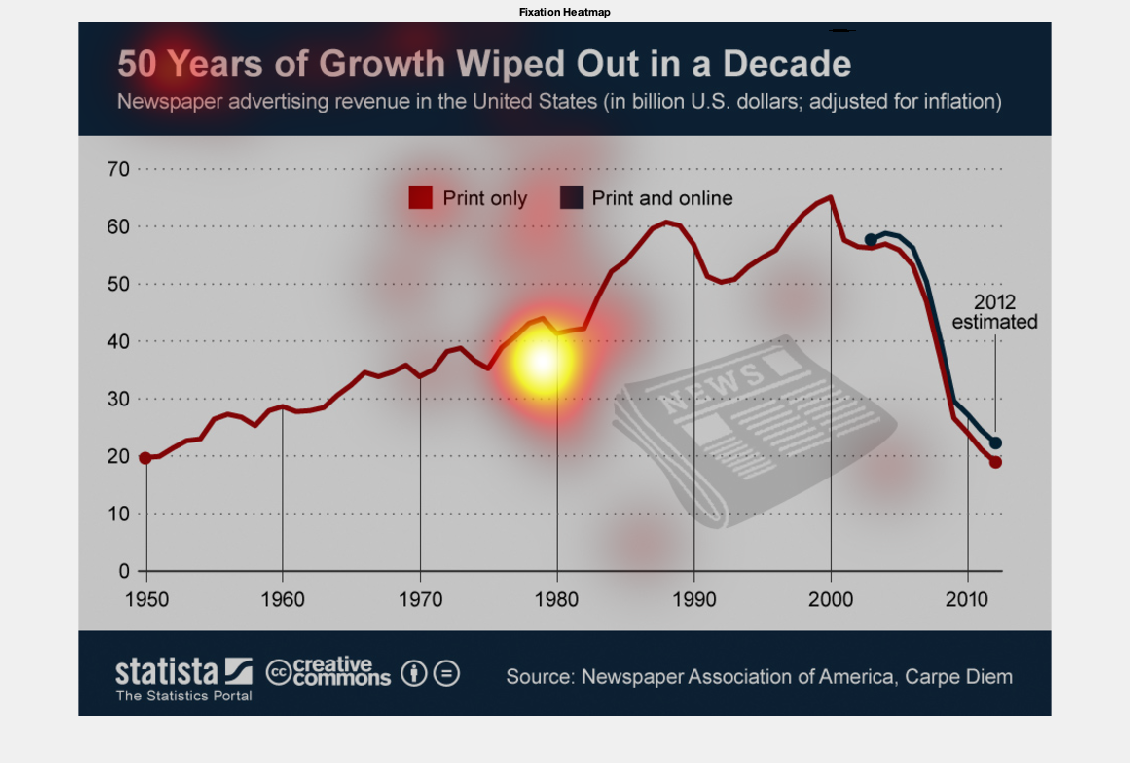 Fixation Heatmap
50 Years of Growth Wiped Out in a Decade
Newspaper advertising revenue in the United States (in billion U.S. dollars; adjusted for inflation)
70
Print only Print and online
60
50
2012
estimated
40
NEWS
30
20
10
0
1950 1960 1970 1980 1990 2000 2010
statista cc creative commons
The Statistics Portal
Source: Newspaper Association of America, Carpe Diem